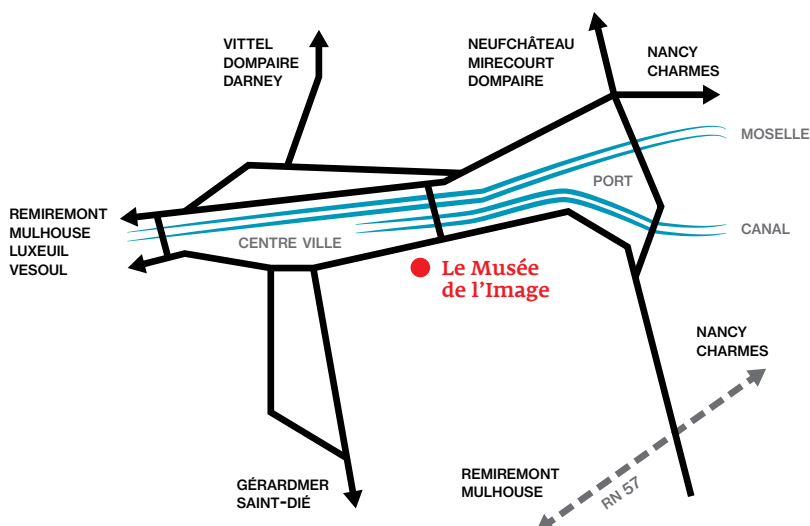 VITTEL
DOMPAIRE
DARNEY
NEUFCHÂTEAU
MIRECOURT
DOMPAIRE
NANCY
CHARMES
MOSELLE
PORT
REMIREMONT
MULHOUSE
LUXEUIL
VESOUL
CENTRE VILLE
CANAL
Le Musée
de l'Image
NANCY
CHARMES
GÉRARDMER
SAINT-DIÉ
REMIREMONT
MULHOUSE
RN 57